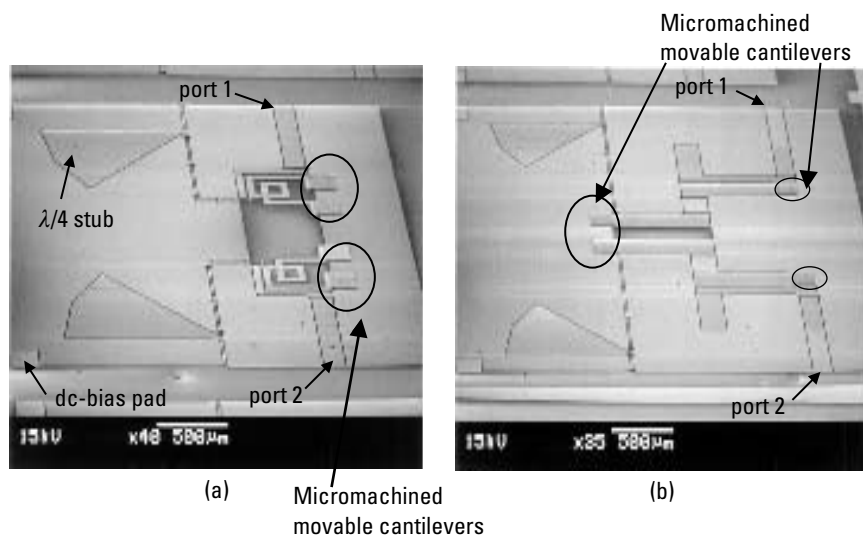 Micromachined
movable cantilevers
port 1
port 1
λ/4 stub
dc-bias pad
port 2
port 2
15kV x40 500µm
15kV x35 500µm
(a)
(b)
Micromachined
movable cantilevers